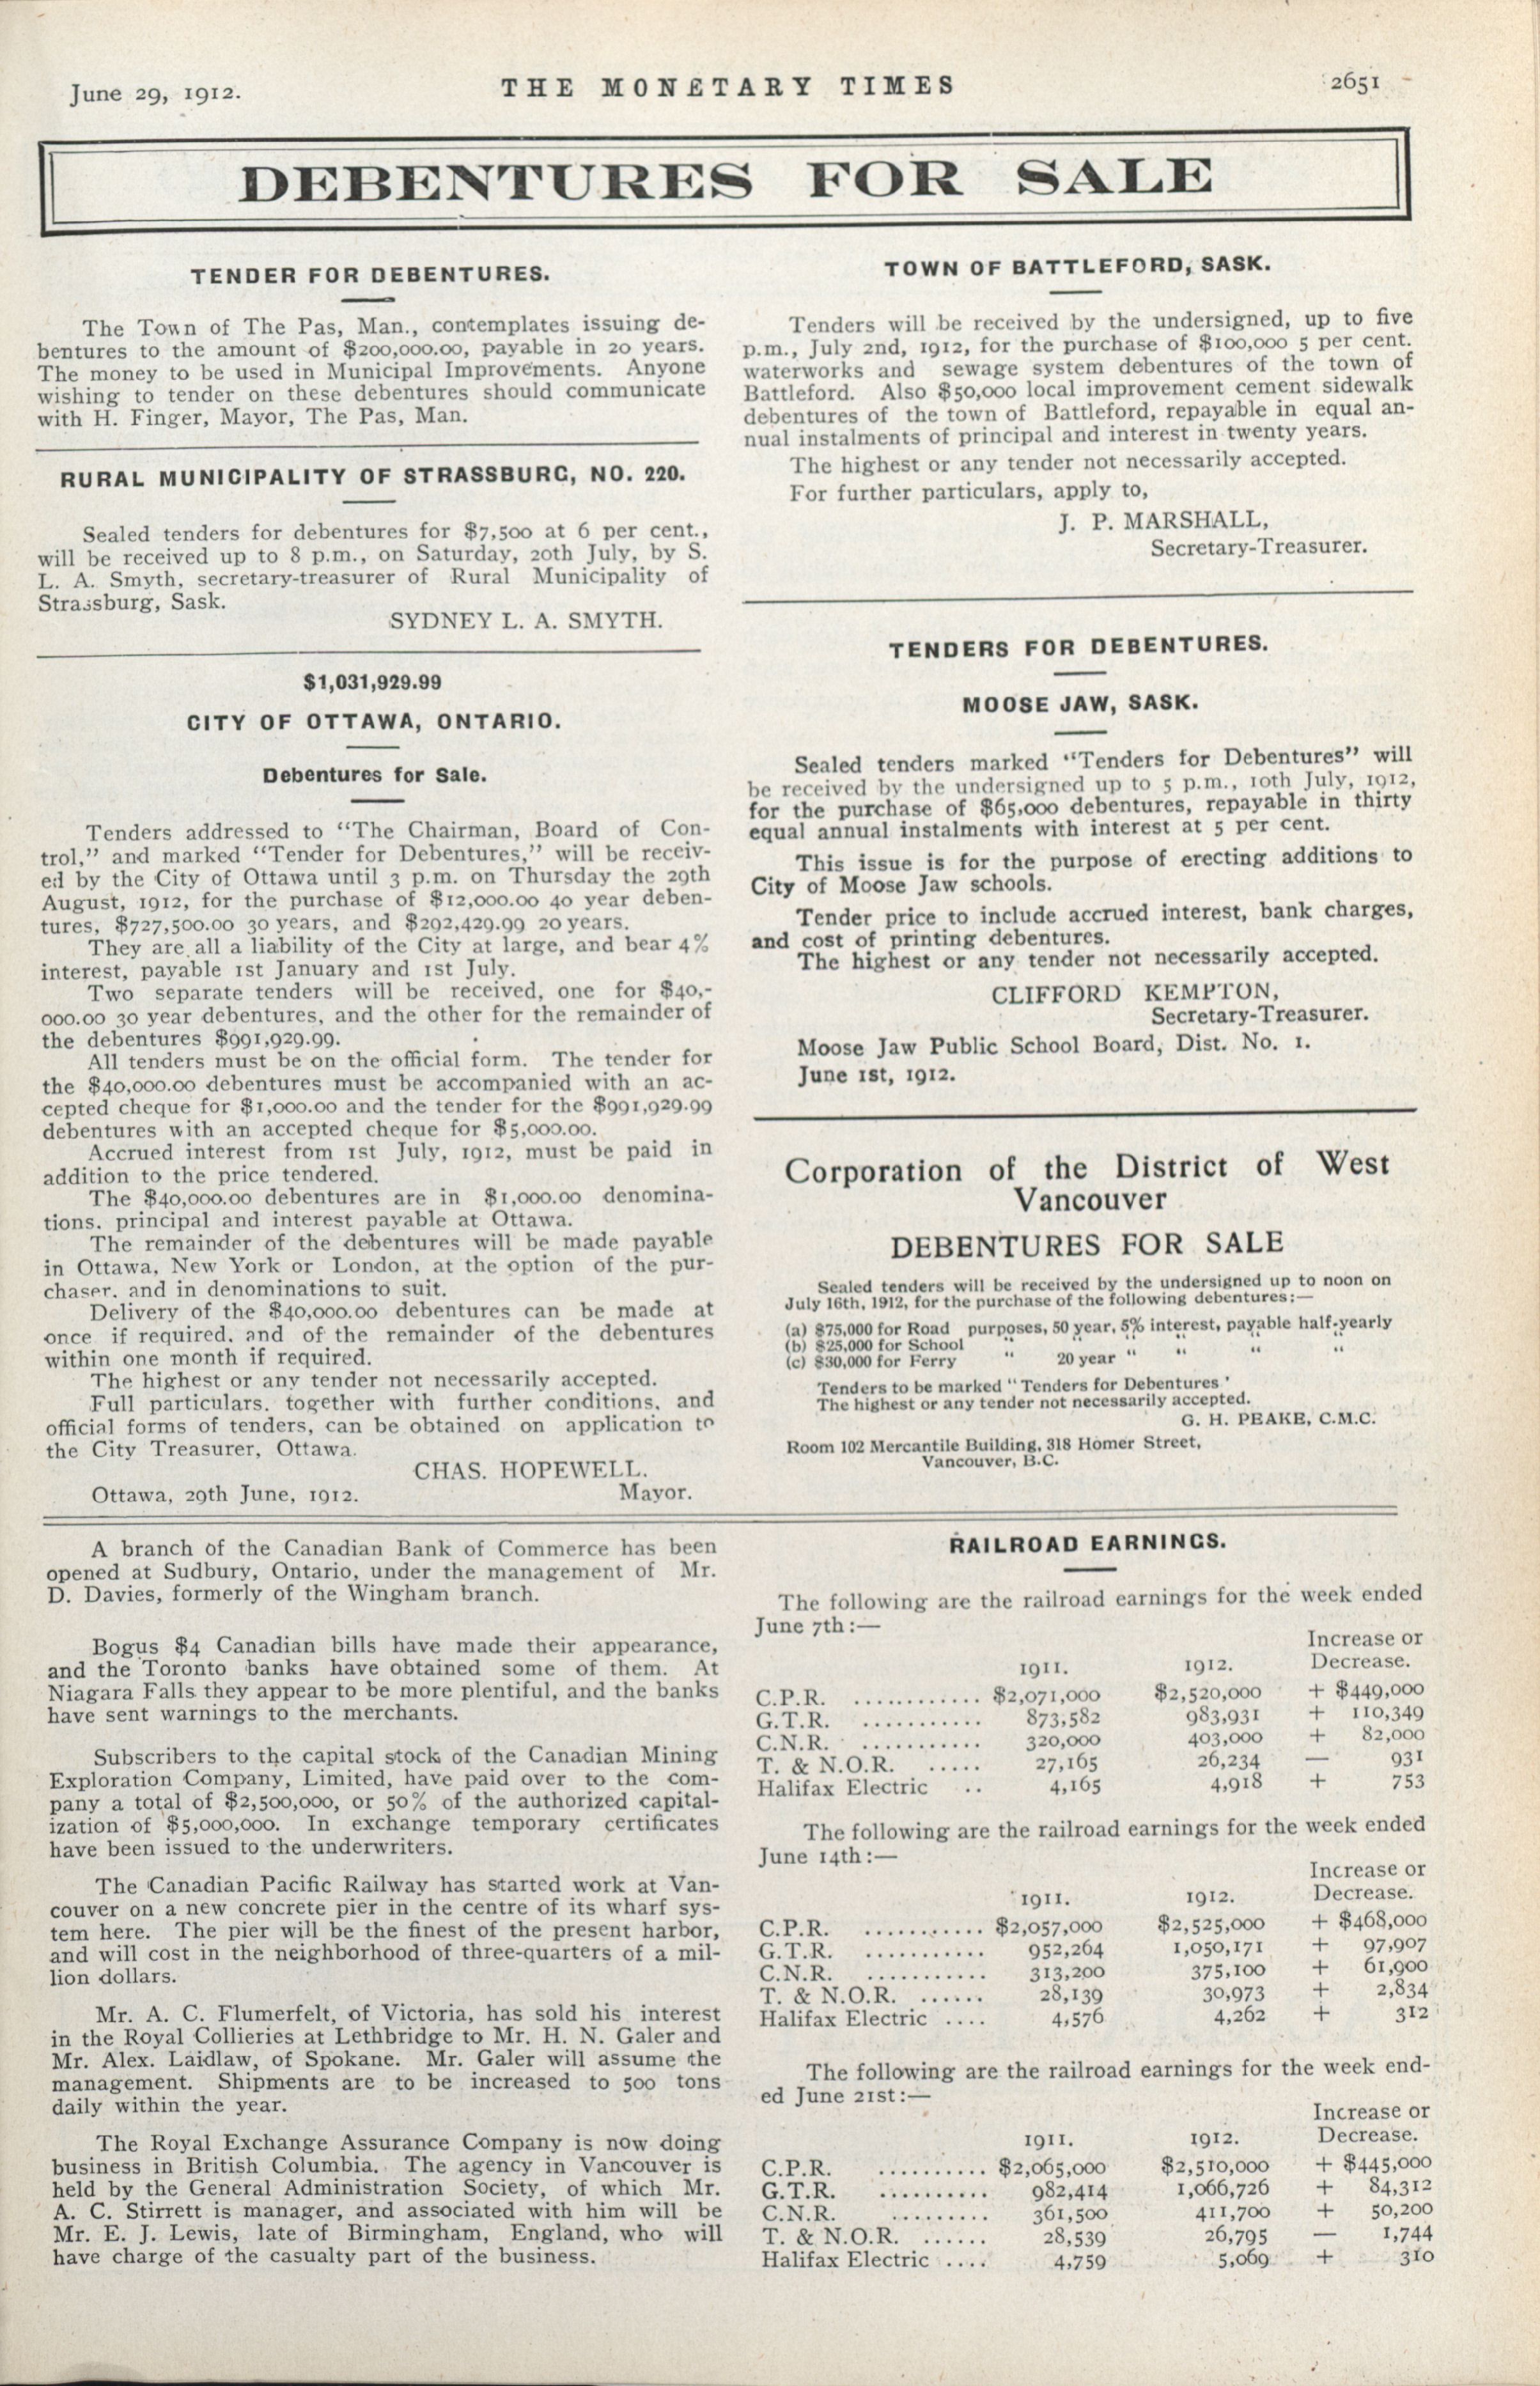 June 29, 1912.
THE MONETARY TIMES
2651
DEBENTURES FOR SALE
TENDER FOR DEBENTURES.
The Town of The Pas, Man., contemplates issuing de-
bentures to the amount of $200,000.00, payable in 20 years.
The money to be used in Municipal Improvements. Anyone
wishing to tender on these debentures should communicate
with H. Finger, Mayor, The Pas, Man.
RURAL MUNICIPALITY OF STRASSBURG, NO. 220.
Sealed tenders for debentures for $7,500 at 6 per cent.,
will be received up to 8 p.m., on Saturday, 20th July, by S.
L. A. Smyth, secretary-treasurer of Rural Municipality of
Strassburg, Sask.
SYDNEY L. A. SMYTH.
$1,031,929.99
CITY OF OTTAWA, ONTARIO.
Debentures for Sale.
Tenders addressed to "The Chairman, Board of Con-
trol," and marked "Tender for Debentures," will be receiv-
ed by the City of Ottawa until 3 p.m. on Thursday the 29th
August, 1912, for the purchase of $12,000.00 40 year deben-
tures, $727,500.00 30 years, and $292,429.99 20 years.
They are all a liability of the City at large, and bear 4%
interest, payable 1st January and 1st July.
Two separate tenders will be received, one for $40,-
000.00 30 year debentures, and the other for the remainder of
the debentures $991,929.99.
All tenders must be on the official form. The tender for
the $40,000.00 debentures must be accompanied with an ac-
cepted cheque for $1,000.00 and the tender for the $991,929.99
debentures with an accepted cheque for $5,000.00.
Accrued interest from 1st July, 1912, must be paid in
addition to the price tendered.
The $40,000.00 debentures are in $1,000.00 denomina-
tions. principal and interest payable at Ottawa.
The remainder of the debentures will be made payable
in Ottawa, New York or London, at the option of the pur-
chaser. and in denominations to suit.
Delivery of the $40,000.00 debentures can be made at
once if required. and of the remainder of the debentures
within one month if required.
The highest or any tender not necessarily accepted.
Full particulars. together with further conditions, and
official forms of tenders, can be obtained on application to
the City Treasurer, Ottawa.
CHAS. HOPEWELL.
Ottawa, 29th June, 1912. Mayor.
TOWN OF BATTLEFORD, SASK.
Tenders will be received by the undersigned, up to five
p.m., July 2nd, 1912, for the purchase of $100,000 5 per cent.
waterworks and sewage system debentures of the town of
Battleford. Also $50,000 local improvement cement sidewalk
debentures of the town of Battleford, repayable in equal an-
nual instalments of principal and interest in twenty years.
The highest or any tender not necessarily accepted.
For further particulars, apply to,
J. P. MARSHALL,
Secretary-Treasurer.
TENDERS FOR DEBENTURES.
MOOSE JAW, SASK.
Sealed tenders marked "Tenders for Debentures" will
be received by the undersigned up to 5 p.m., 10th July, 1912,
for the purchase of $65,000 debentures, repayable in thirty
equal annual instalments with interest at 5 per cent.
This issue is for the purpose of erecting additions to
City of Moose Jaw schools.
Tender price to include accrued interest, bank charges,
and cost of printing debentures.
The highest or any tender not necessarily accepted.
CLIFFORD KEMPTON,
Secretary-Treasurer.
Moose Jaw Public School Board, Dist. No. 1.
June 1st, 1912.
Corporation of the District of West
Vancouver
DEBENTURES FOR SALE
Sealed tenders will be received by the undersigned up to noon on
July 16th, 1912, for the purchase of the following debentures:—
(a) $75,000 for Road purposes, 50 year, 5% interest, payable half-yearly
(b) $25,000 for School " " " " "
(c) $30,000 for Ferry " 20 year " " " "
Tenders to be marked "Tenders for Debentures '
The highest or any tender not necessarily accepted.
G. H. PEAKE, C.M.C.
Room 102 Mercantile Building, 318 Homer Street,
Vancouver, B.C.
A branch of the Canadian Bank of Commerce has been
opened at Sudbury, Ontario, under the management of Mr.
D. Davies, formerly of the Wingham branch.
Bogus $4 Canadian bills have made their appearance,
and the Toronto banks have obtained some of them. At
Niagara Falls they appear to be more plentiful, and the banks
have sent warnings to the merchants.
Subscribers to the capital stock of the Canadian Mining
Exploration Company, Limited, have paid over to the com-
pany a total of $2,500,000, or 50% of the authorized capital-
ization of $5,000,000. In exchange temporary certificates
have been issued to the underwriters.
The Canadian Pacific Railway has started work at Van-
couver on a new concrete pier in the centre of its wharf sys-
tem here. The pier will be the finest of the present harbor,
and will cost in the neighborhood of three-quarters of a mil-
lion dollars.
Mr. A. C. Flumerfelt, of Victoria, has sold his interest
in the Royal Collieries at Lethbridge to Mr. H. N. Galer and
Mr. Alex. Laidlaw, of Spokane. Mr. Galer will assume the
management. Shipments are to be increased to 500 tons
daily within the year.
The Royal Exchange Assurance Company is now doing
business in British Columbia. The agency in Vancouver is
held by the General Administration Society, of which Mr.
A. C. Stirrett is manager, and associated with him will be
Mr. E. J. Lewis, late of Birmingham, England, who will
have charge of the casualty part of the business.
RAILROAD EARNINGS.
The following are the railroad earnings for the week ended
June 7th:—
Increase or
1911. 1912. Decrease.
C.P.R. ............ $2,071,000 $2,520,000 + $449,000
G.T.R. ........... 873,582 983,931 + 110,349
C.N.R. ........... 320,000 403,000 + 82,000
T. & N.O.R. ..... 27,165 26,234 — 931
Halifax Electric .. 4,165 4,918 + 753
The following are the railroad earnings for the week ended
June 14th:—
Increase or
1911. 1912. Decrease.
C.P.R. ........... $2,057,000 $2,525,000 + $468,000
G.T.R. ........... 952,264 1,050,171 + 97,907
C.N.R. ........... 313,200 375,100 + 61,900
T. & N.O.R. ...... 28,139 30,973 + 2,834
Halifax Electric .... 4,576 4,262 + 312
The following are the railroad earnings for the week end-
ed June 21st:—
Increase or
1911. 1912. Decrease.
C.P.R. .......... $2,065,000 $2,510,000 + $445,000
G.T.R. .......... 982,414 1,066,726 + 84,312
C.N.R. ......... 361,500 411,700 + 50,200
T. & N.O.R. ...... 28,539 26,795 — 1,744
Halifax Electric .... 4,759 5,069 + 310